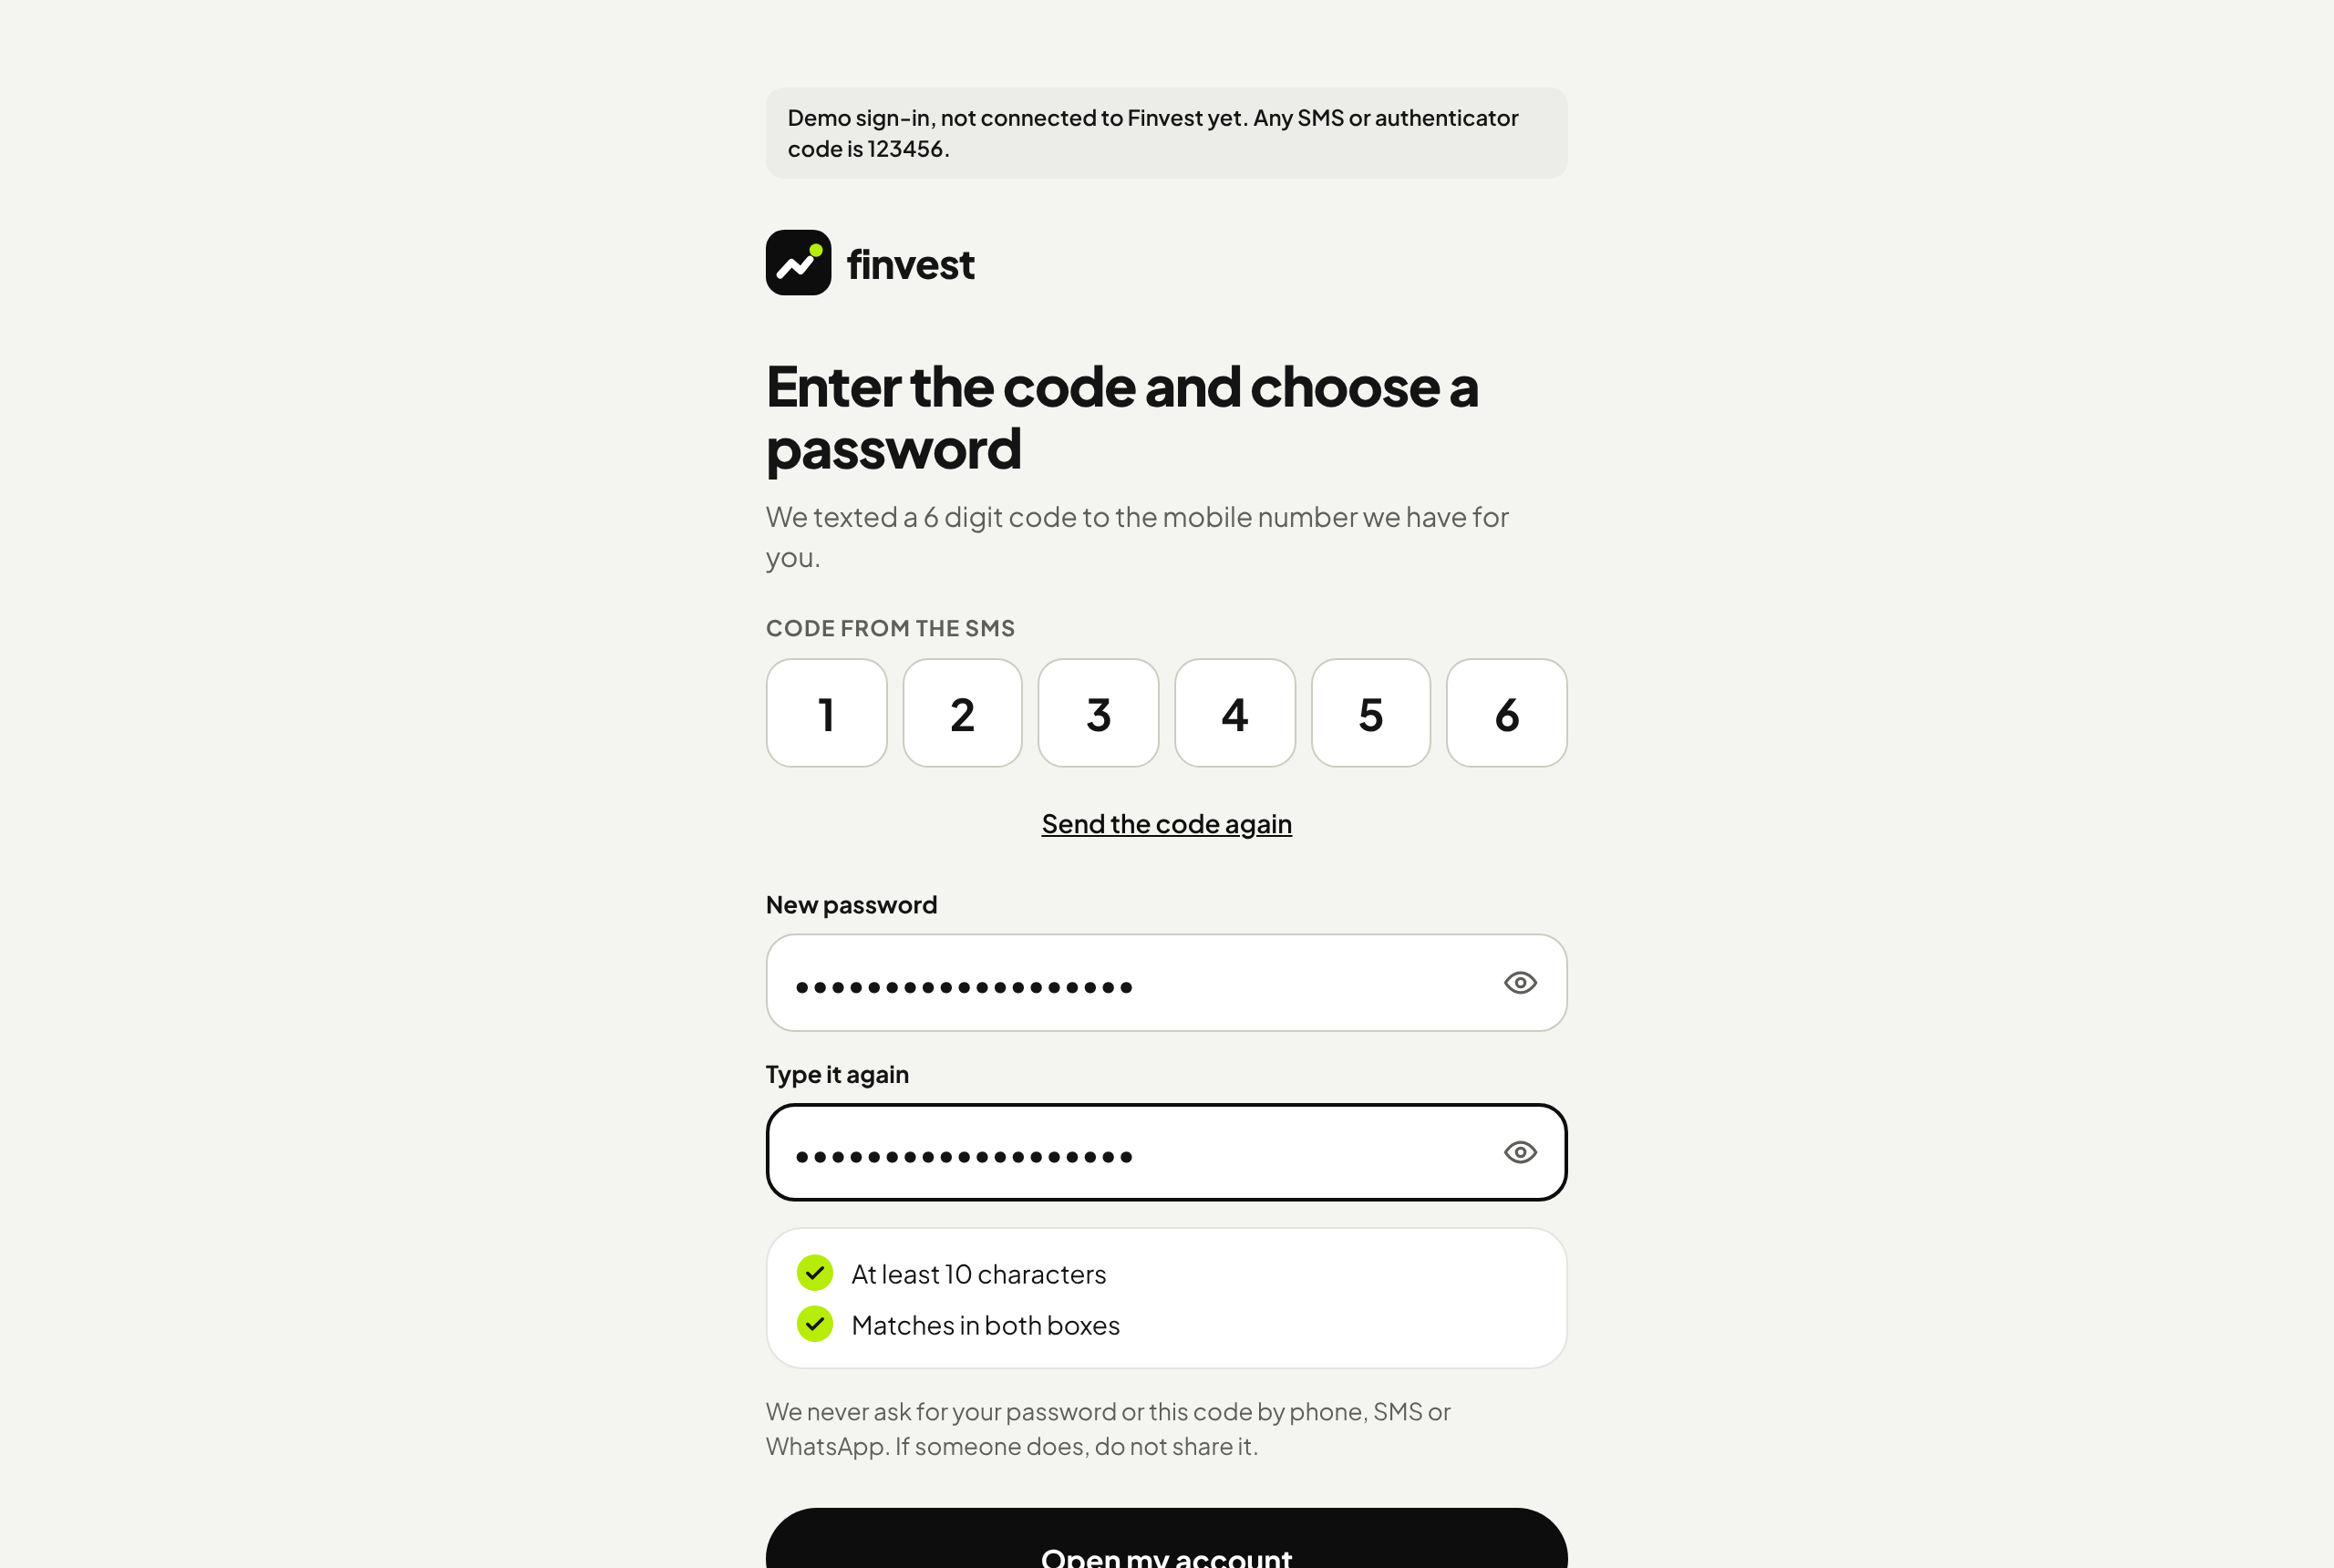 Demo sign-in, not connected to Finvest yet. Any SMS or authenticator
code is 123456.
finvest
Enter the code and choose a
password
We texted a 6 digit code to the mobile number we have for
you.
CODE FROM THE SMS
1 2 3 4 5 6
Send the code again
New password
•••••••••••••••••••
Type it again
•••••••••••••••••••
At least 10 characters
Matches in both boxes
We never ask for your password or this code by phone, SMS or
WhatsApp. If someone does, do not share it.
Open my account